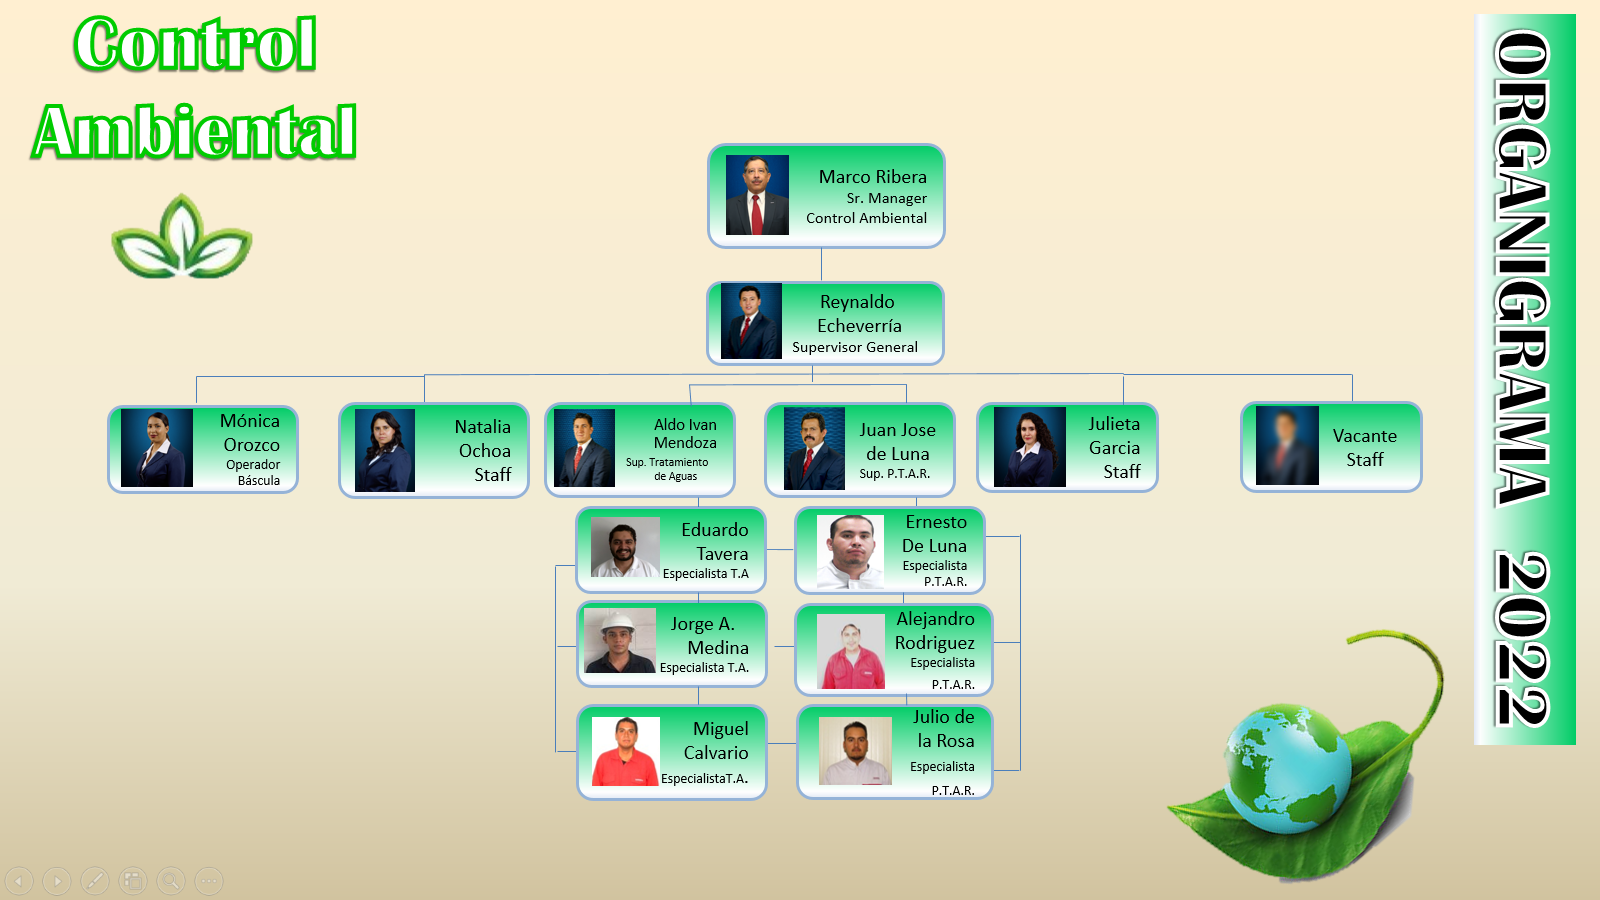 Control
Ambiental
ORGANIGRAMA 2022
Marco Ribera
Sr. Manager
Control Ambiental
Reynaldo
Echeverría
Supervisor General
Mónica
Orozco
Operador
Báscula
Natalia
Ochoa
Staff
Aldo Ivan
Mendoza
Sup. Tratamiento
de Aguas
Juan Jose
de Luna
Sup. P.T.A.R.
Julieta
Garcia
Staff
Vacante
Staff
Eduardo
Tavera
Especialista T.A
Ernesto
De Luna
Especialista
P.T.A.R.
Jorge A.
Medina
Especialista T.A.
Alejandro
Rodriguez
Especialista
P.T.A.R.
Miguel
Calvario
EspecialistaT.A.
Julio de
la Rosa
Especialista
P.T.A.R.